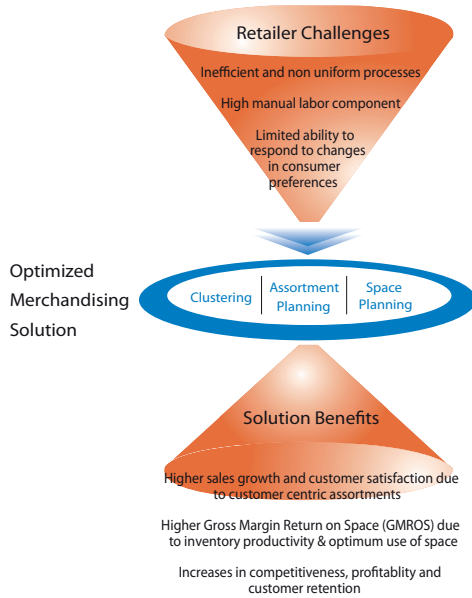 Retailer Challenges
Inefficient and non uniform processes
High manual labor component
Limited ability to
respond to changes
in consumer
preferences
Optimized
Merchandising
Solution
Clustering
Assortment
Planning
Space
Planning
Solution Benefits
Higher sales growth and customer satisfaction due
to customer centric assortments
Higher Gross Margin Return on Space (GMROS) due
to inventory productivity & optimum use of space
Increases in competitiveness, profitablity and
customer retention